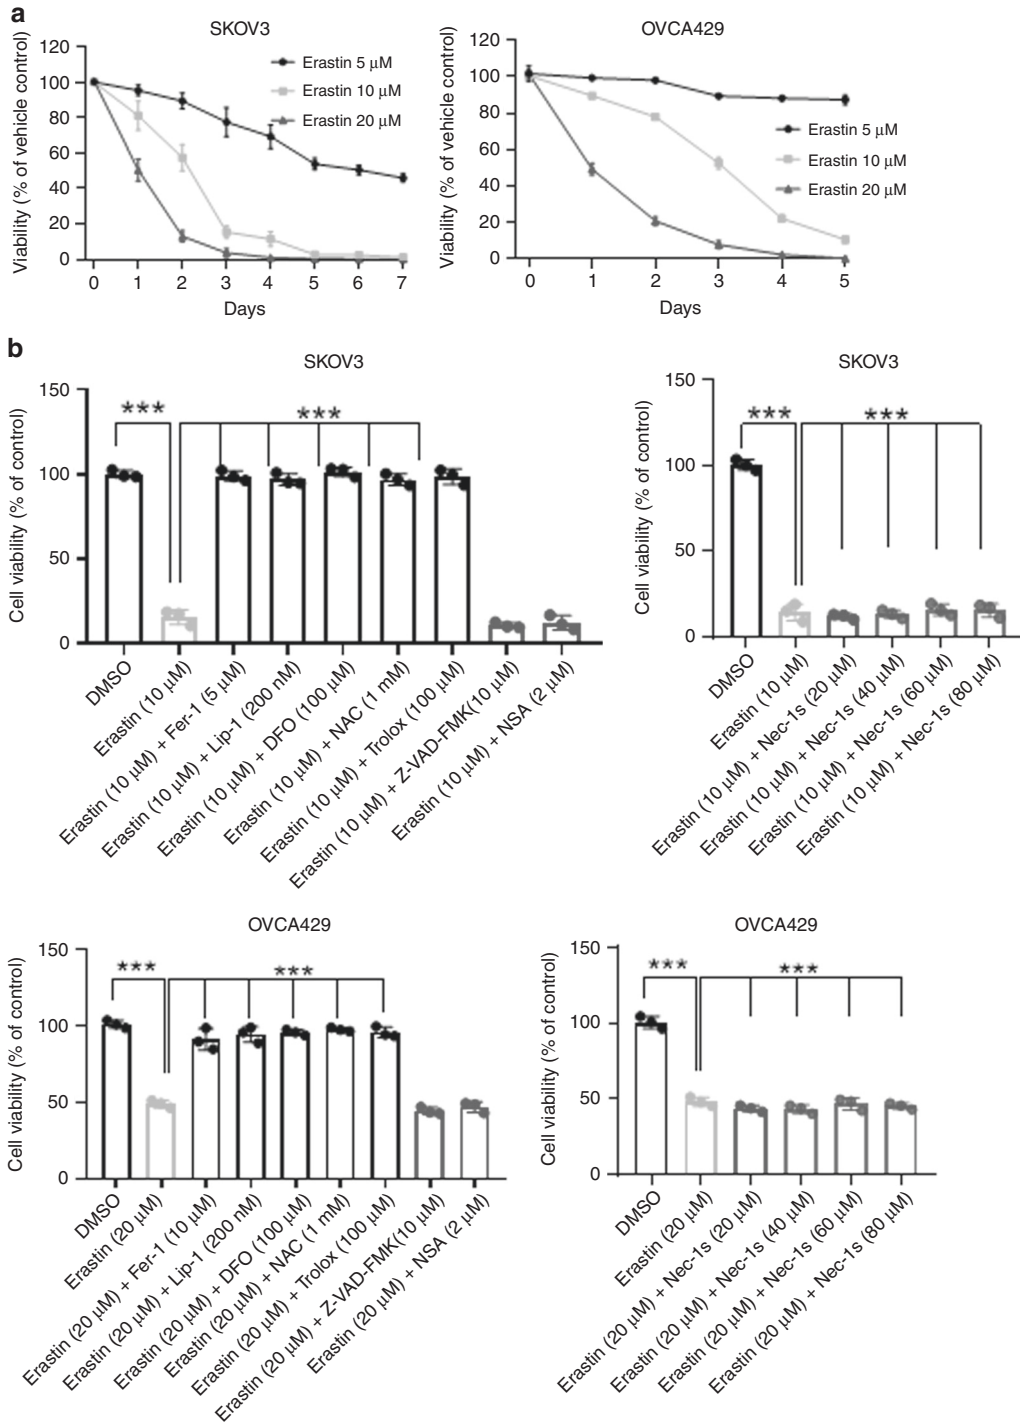 a
SKOV3
Viability (% of vehicle control)
120
100
80
60
40
20
0
0 1 2 3 4 5 6 7
Days
Erastin 5 µM
Erastin 10 µM
Erastin 20 µM
OVCA429
Viability (% of vehicle control)
120
100
80
60
40
20
0
0 1 2 3 4 5
Days
Erastin 5 µM
Erastin 10 µM
Erastin 20 µM
b
SKOV3
Cell viability (% of control)
150
100
50
0
*** ***
DMSO
Erastin (10 µM)
Erastin (10 µM) + Fer-1 (5 µM)
Erastin (10 µM) + Lip-1 (200 nM)
Erastin (10 µM) + DFO (100 µM)
Erastin (10 µM) + NAC (1 mM)
Erastin (10 µM) + Trolox (100 µM)
Erastin (10 µM) + Z-VAD-FMK(10 µM)
Erastin (10 µM) + NSA (2 µM)
SKOV3
Cell viability (% of control)
150
100
50
0
*** ***
DMSO
Erastin (10 µM)
Erastin (10 µM) + Nec-1s (20 µM)
Erastin (10 µM) + Nec-1s (40 µM)
Erastin (10 µM) + Nec-1s (60 µM)
Erastin (10 µM) + Nec-1s (80 µM)
OVCA429
Cell viability (% of control)
150
100
50
0
*** ***
DMSO
Erastin (20 µM)
Erastin (20 µM) + Fer-1 (10 µM)
Erastin (20 µM) + Lip-1 (200 nM)
Erastin (20 µM) + DFO (100 µM)
Erastin (20 µM) + NAC (1 mM)
Erastin (20 µM) + Trolox (100 µM)
Erastin (20 µM) + Z-VAD-FMK(10 µM)
Erastin (20 µM) + NSA (2 µM)
OVCA429
Cell viability (% of control)
150
100
50
0
*** ***
DMSO
Erastin (20 µM)
Erastin (20 µM) + Nec-1s (20 µM)
Erastin (20 µM) + Nec-1s (40 µM)
Erastin (20 µM) + Nec-1s (60 µM)
Erastin (20 µM) + Nec-1s (80 µM)